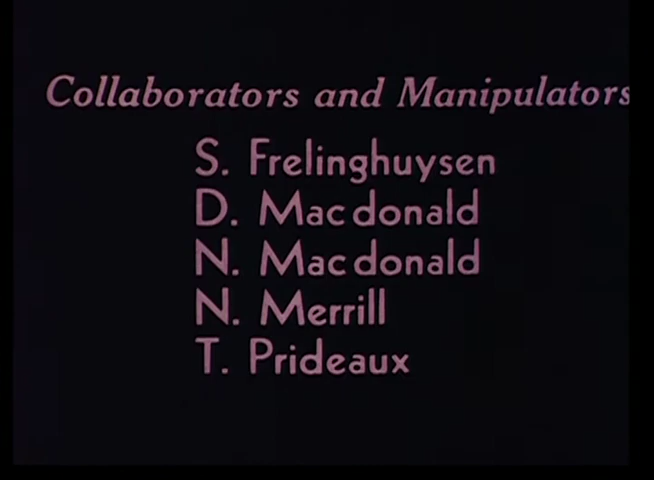 Collaborators and Manipulators
S. Frelinghuysen
D. Macdonald
N. Macdonald
N. Merrill
T. Prideaux